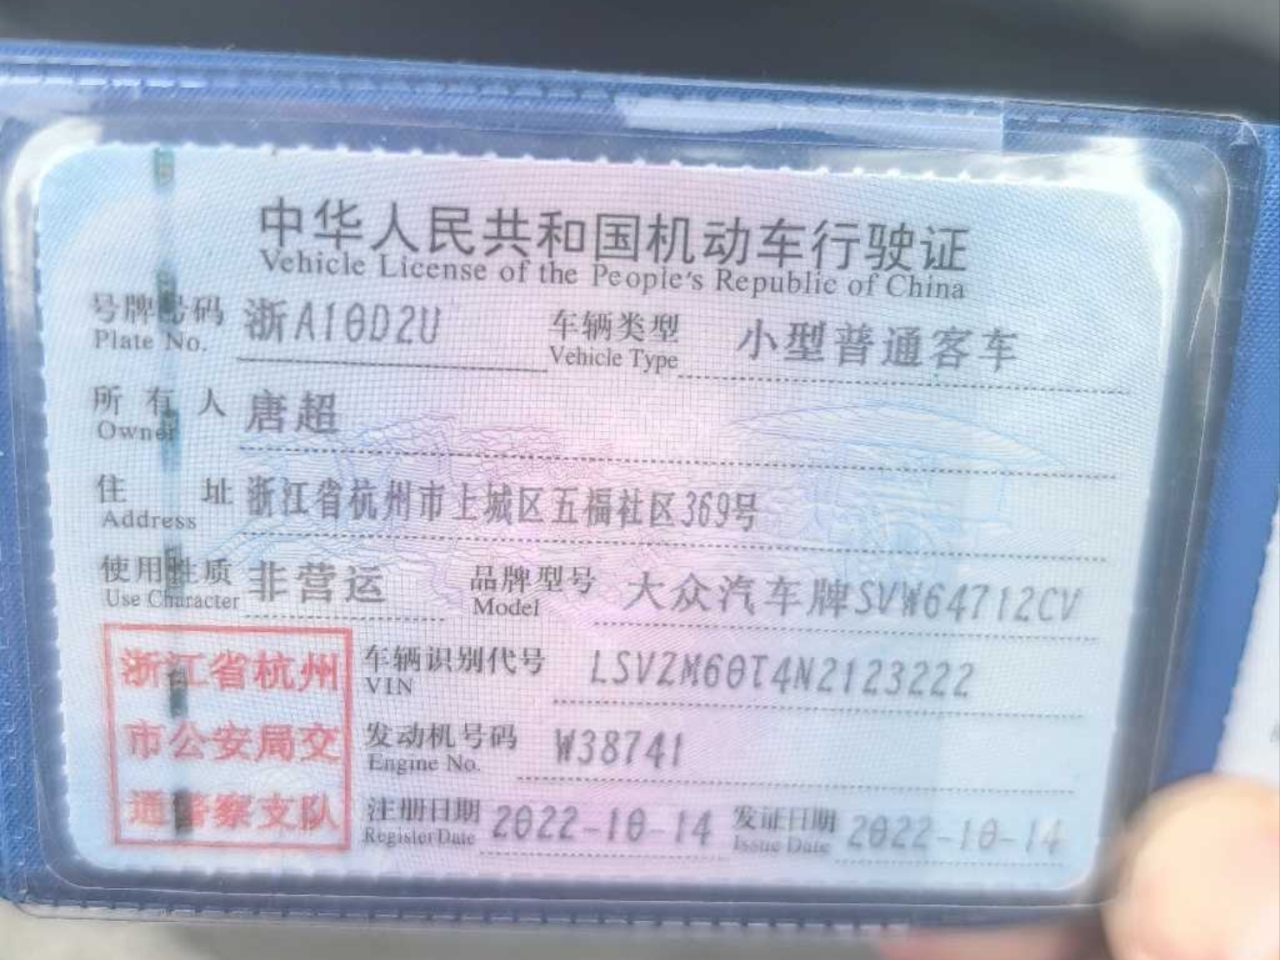 中华人民共和国机动车行驶证
Vehicle License of the People's Republic of China
号牌号码 浙A10D2U 车辆类型 小型普通客车
Plate No. Vehicle Type
所有人 唐超
Owner
住址 浙江省杭州市上城区五福社区369号
Address
使用性质 非营运 品牌型号 大众汽车牌SVW64712CV
Use Character Model
浙江省杭州 车辆识别代号 LSVZM60T4N2123222
VIN
市公安局交 发动机号码 W38741
Engine No.
通警察支队 注册日期 2022-10-14 发证日期 2022-10-14
Register Date Issue Date